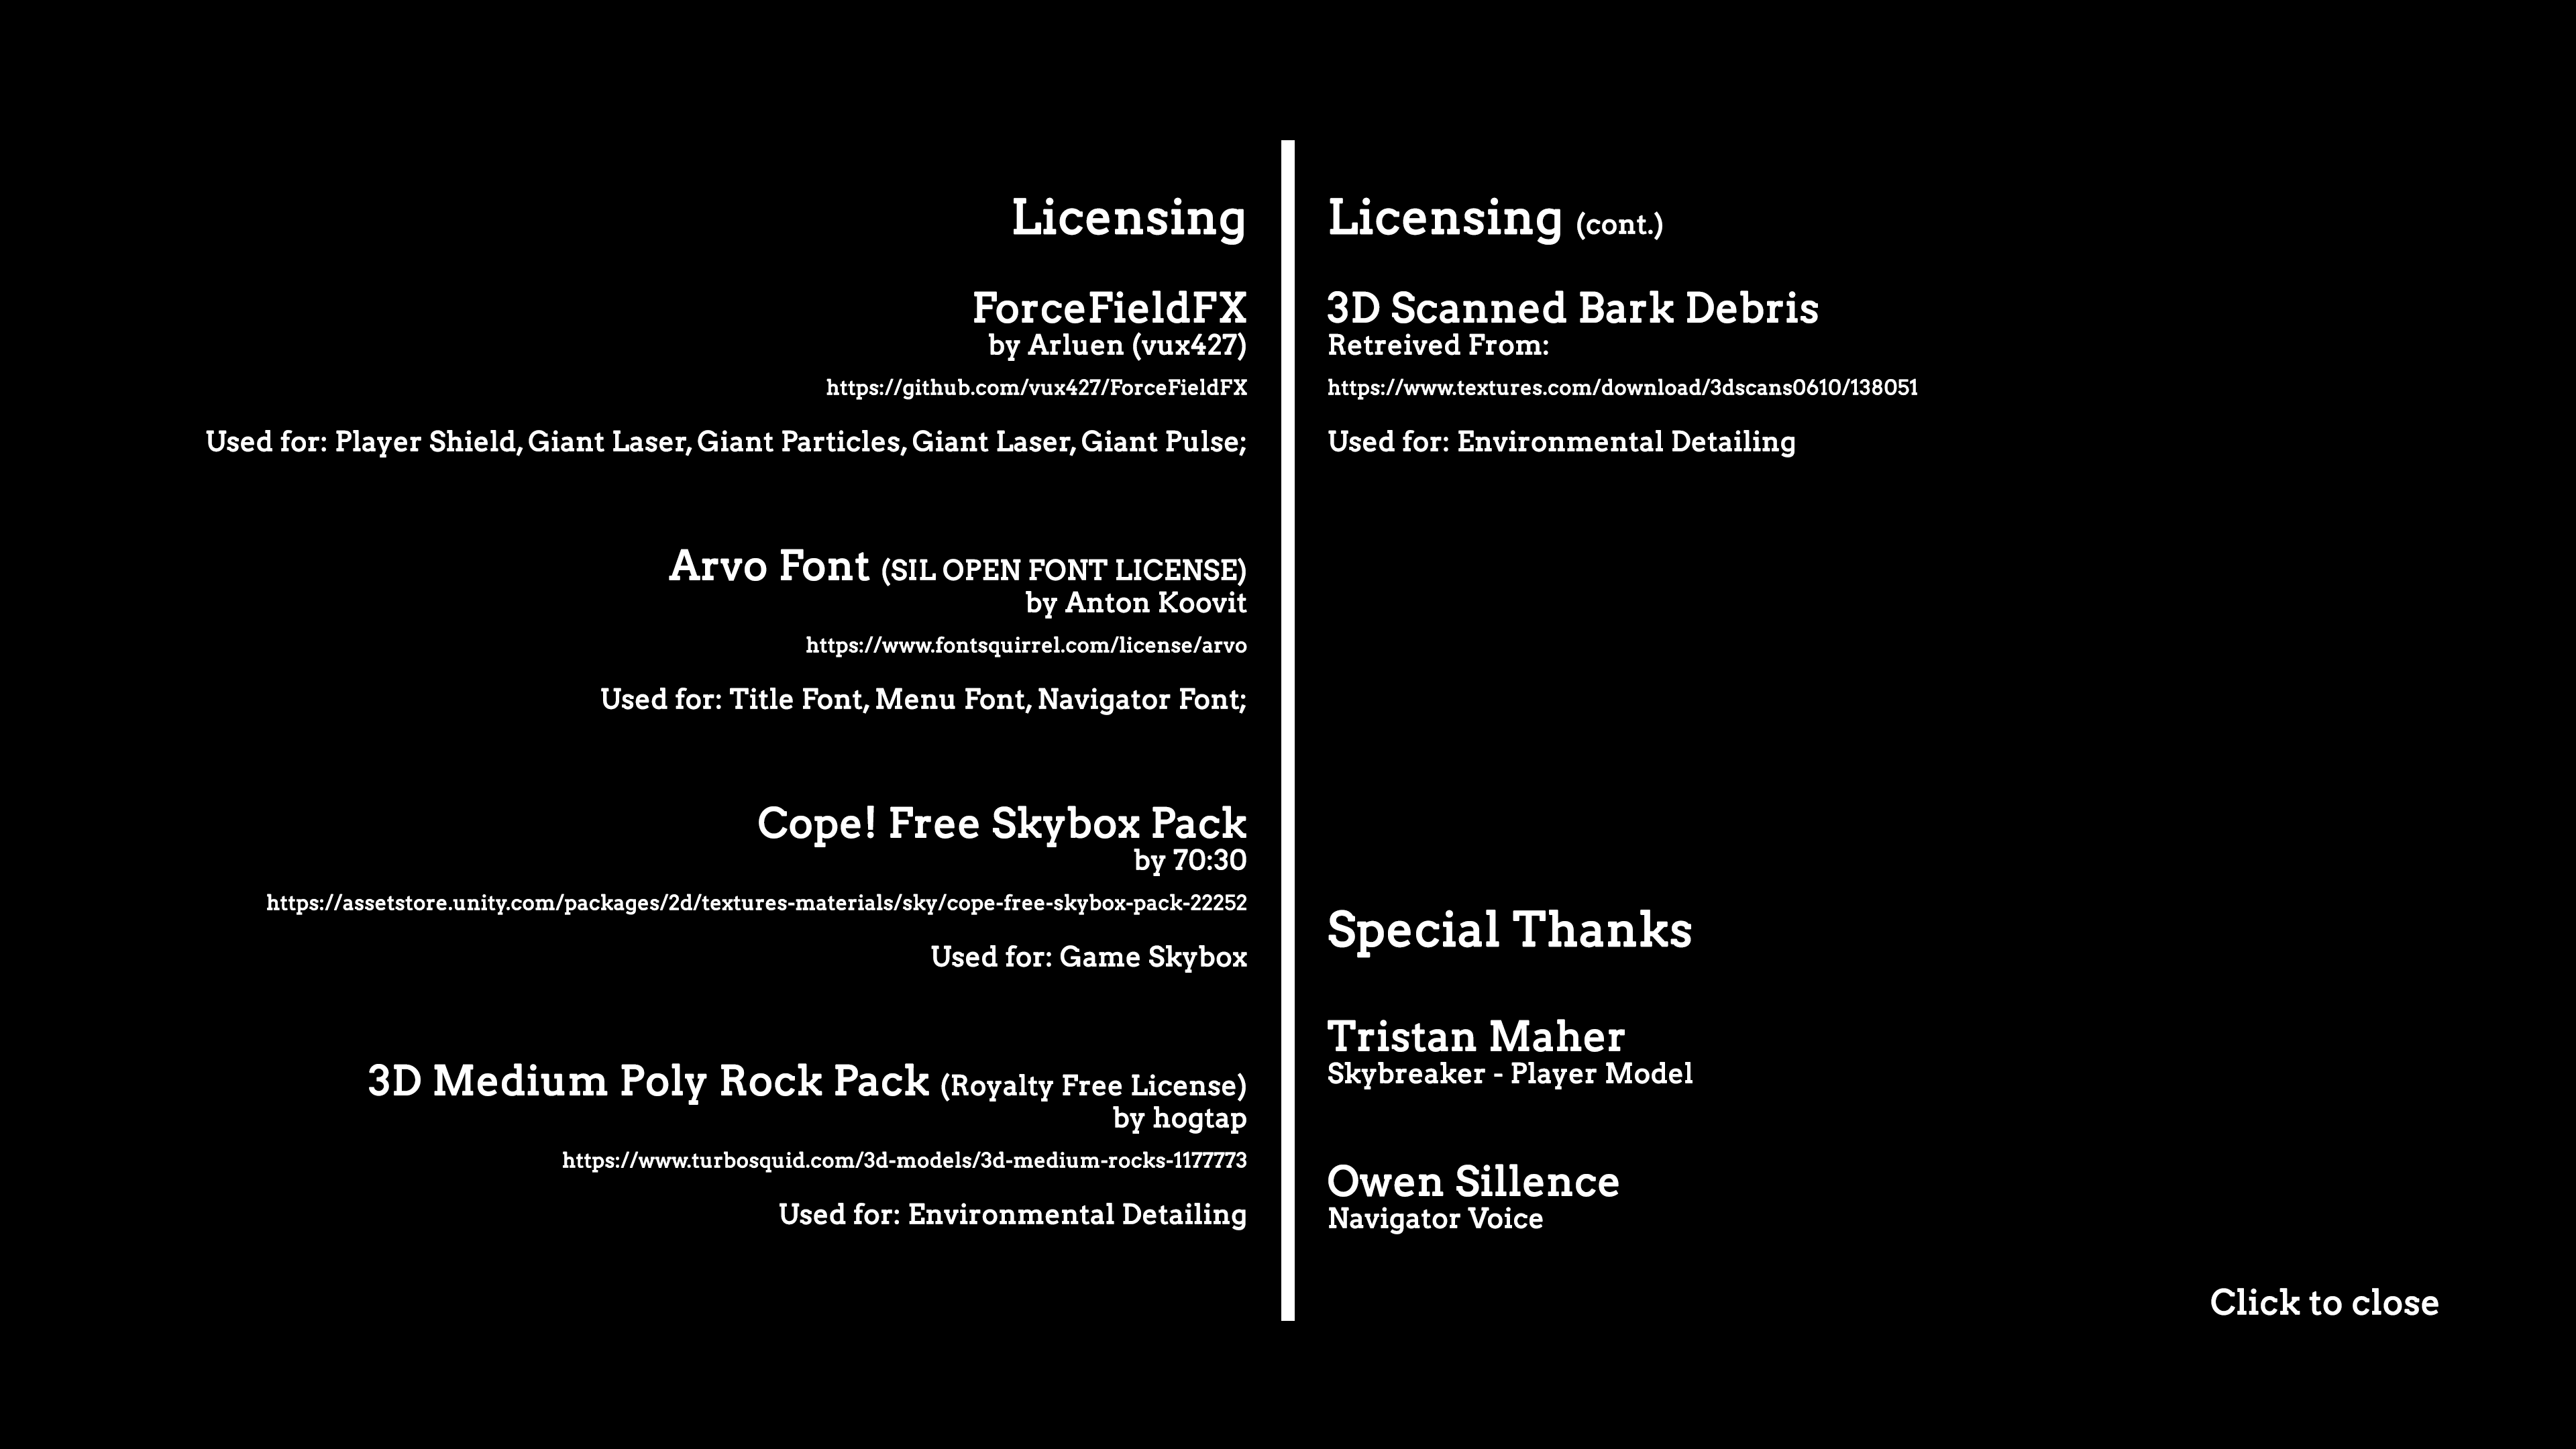 Licensing
ForceFieldFX
by Arluen (vux427)
https://github.com/vux427/ForceFieldFX
Used for: Player Shield, Giant Laser, Giant Particles, Giant Laser, Giant Pulse;
Arvo Font (SIL OPEN FONT LICENSE)
by Anton Koovit
https://www.fontsquirrel.com/license/arvo
Used for: Title Font, Menu Font, Navigator Font;
Cope! Free Skybox Pack
by 70:30
https://assetstore.unity.com/packages/2d/textures-materials/sky/cope-free-skybox-pack-22252
Used for: Game Skybox
3D Medium Poly Rock Pack (Royalty Free License)
by hogtap
https://www.turbosquid.com/3d-models/3d-medium-rocks-1177773
Used for: Environmental Detailing
Licensing (cont.)
3D Scanned Bark Debris
Retreived From:
https://www.textures.com/download/3dscans0610/138051
Used for: Environmental Detailing
Special Thanks
Tristan Maher
Skybreaker - Player Model
Owen Sillence
Navigator Voice
Click to close